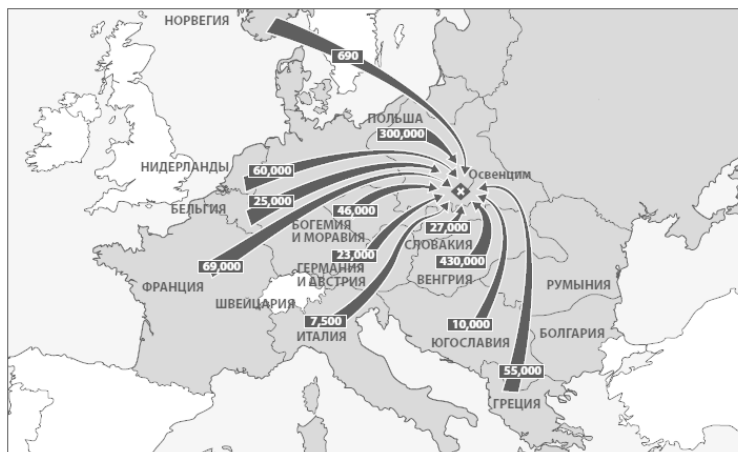 НОРВЕГИЯ
690
ПОЛЬША
300,000
НИДЕРЛАНДЫ
60,000
Освенцим
25,000
БЕЛЬГИЯ
46,000
БОГЕМИЯ
И МОРАВИЯ
27,000
СЛОВАКИЯ
23,000
ГЕРМАНИЯ
И АВСТРИЯ
430,000
ВЕНГРИЯ
69,000
ФРАНЦИЯ
ШВЕЙЦАРИЯ
РУМЫНИЯ
7,500
ИТАЛИЯ
10,000
ЮГОСЛАВИЯ
БОЛГАРИЯ
55,000
ГРЕЦИЯ